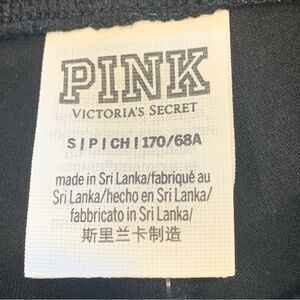 PINK
VICTORIA'S SECRET
S | P | CH | 170/68A
made in Sri Lanka/fabriqué au
Sri Lanka/hecho en Sri Lanka/
fabbricato in Sri Lanka/
斯里兰卡制造